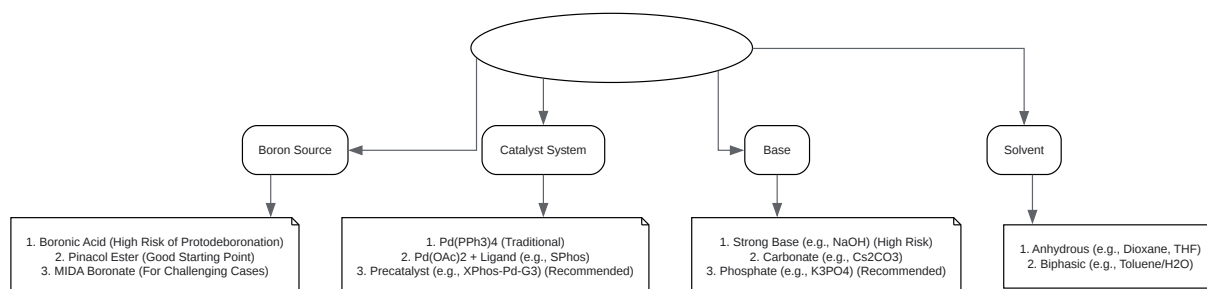 Boron Source
Catalyst System
Base
Solvent
1. Boronic Acid (High Risk of Protodeboronation)
2. Pinacol Ester (Good Starting Point)
3. MIDA Boronate (For Challenging Cases)
1. Pd(PPh3)4 (Traditional)
2. Pd(OAc)2 + Ligand (e.g., SPhos)
3. Precatalyst (e.g., XPhos-Pd-G3) (Recommended)
1. Strong Base (e.g., NaOH) (High Risk)
2. Carbonate (e.g., Cs2CO3)
3. Phosphate (e.g., K3PO4) (Recommended)
1. Anhydrous (e.g., Dioxane, THF)
2. Biphasic (e.g., Toluene/H2O)